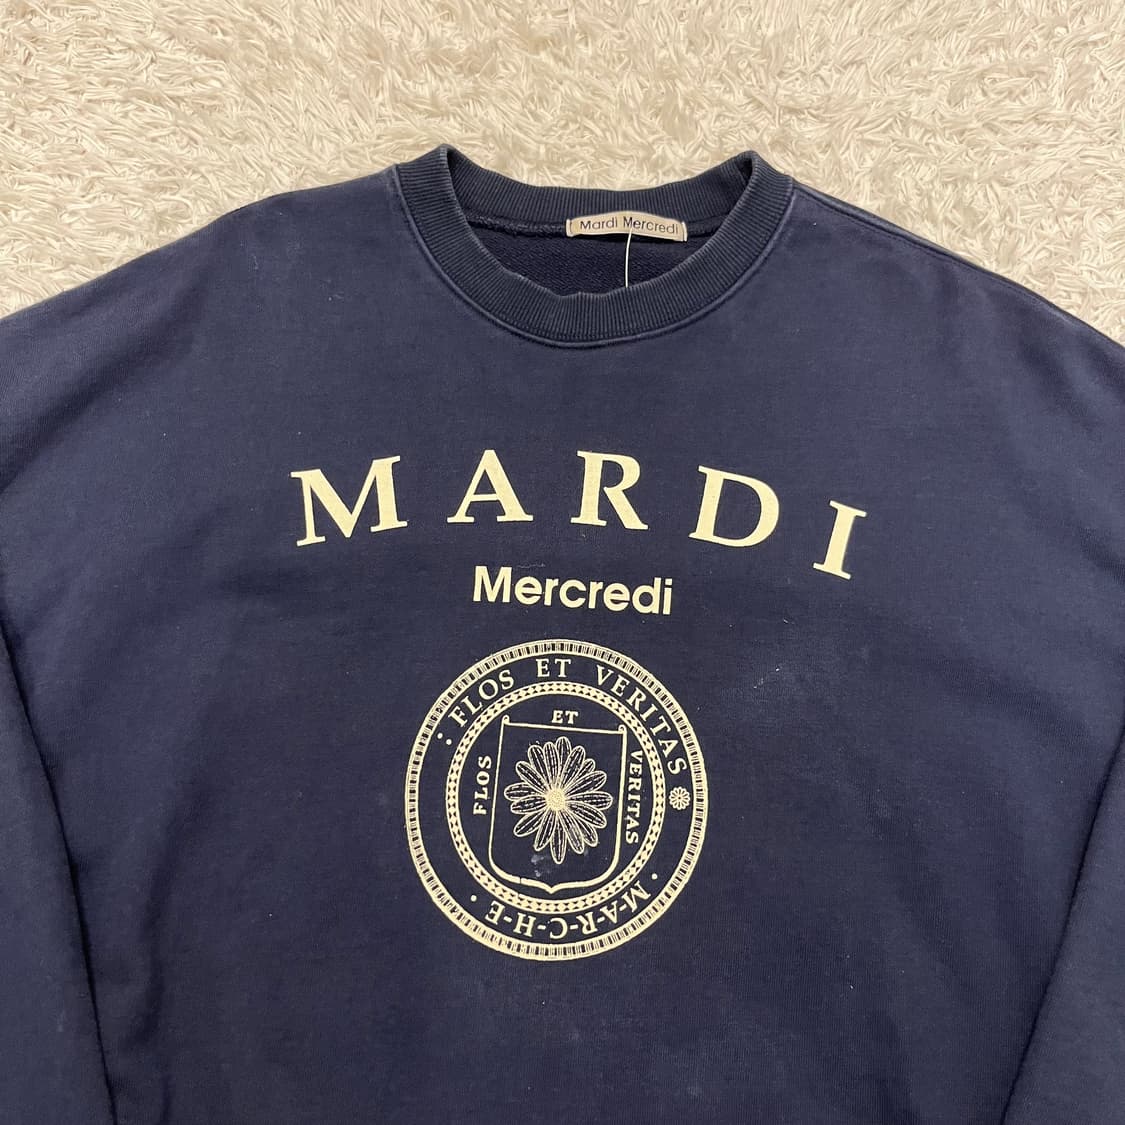 Mardi Mercredi
MARDI
Mercredi
FLOS ET VERITAS
ET
FLOS
VERITAS
M-A-R-C-H-E